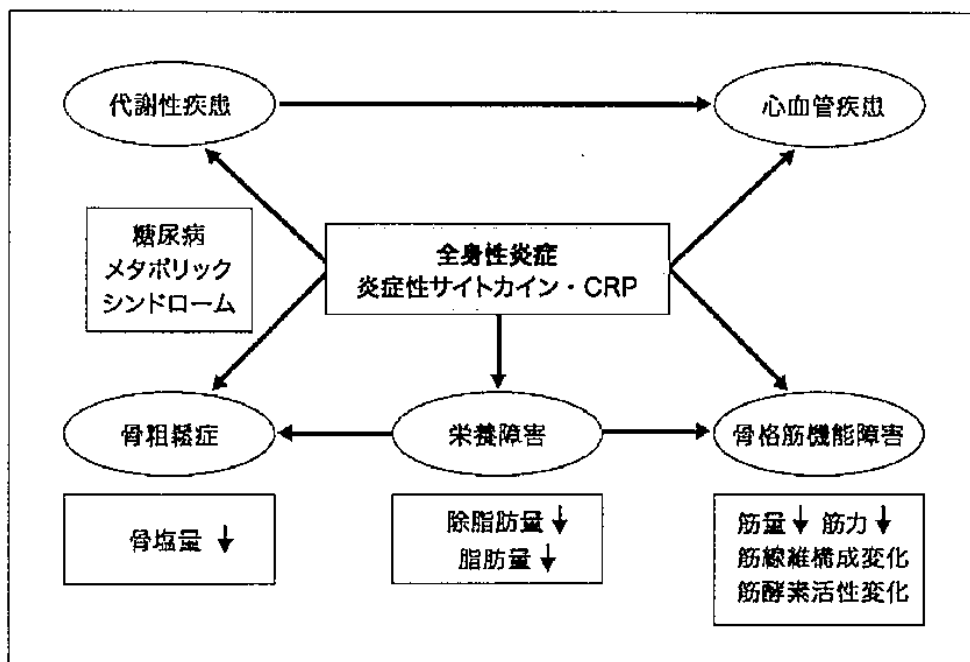 代謝性疾患
心血管疾患
糖尿病
メタボリック
シンドローム
全身性炎症
炎症性サイトカイン・CRP
骨粗鬆症
栄養障害
骨格筋機能障害
骨塩量 ↓
除脂肪量 ↓
脂肪量 ↓
筋量 ↓ 筋力 ↓
筋線維構成変化
筋酵素活性変化